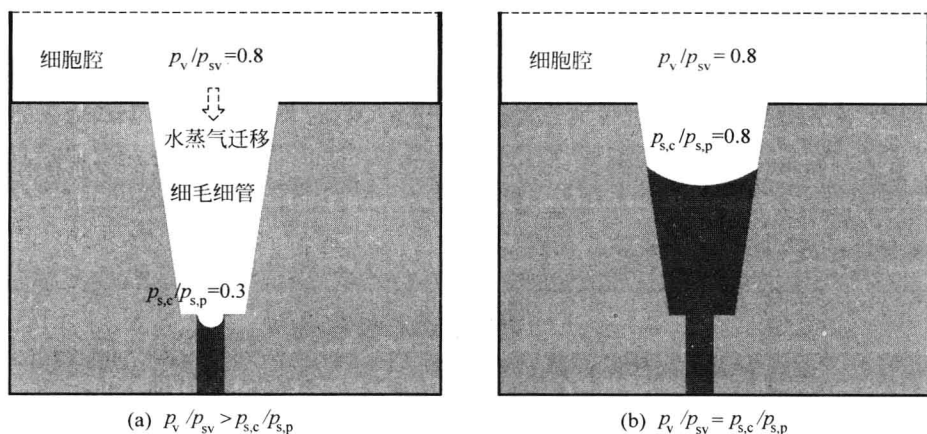 细胞腔 p_v/p_sv=0.8
水蒸气迁移
细毛细管
p_s,c/p_s,p=0.3
(a) p_v/p_sv > p_s,c/p_s,p
细胞腔 p_v/p_sv = 0.8
p_s,c/p_s,p=0.8
(b) p_v/p_sv = p_s,c/p_s,p